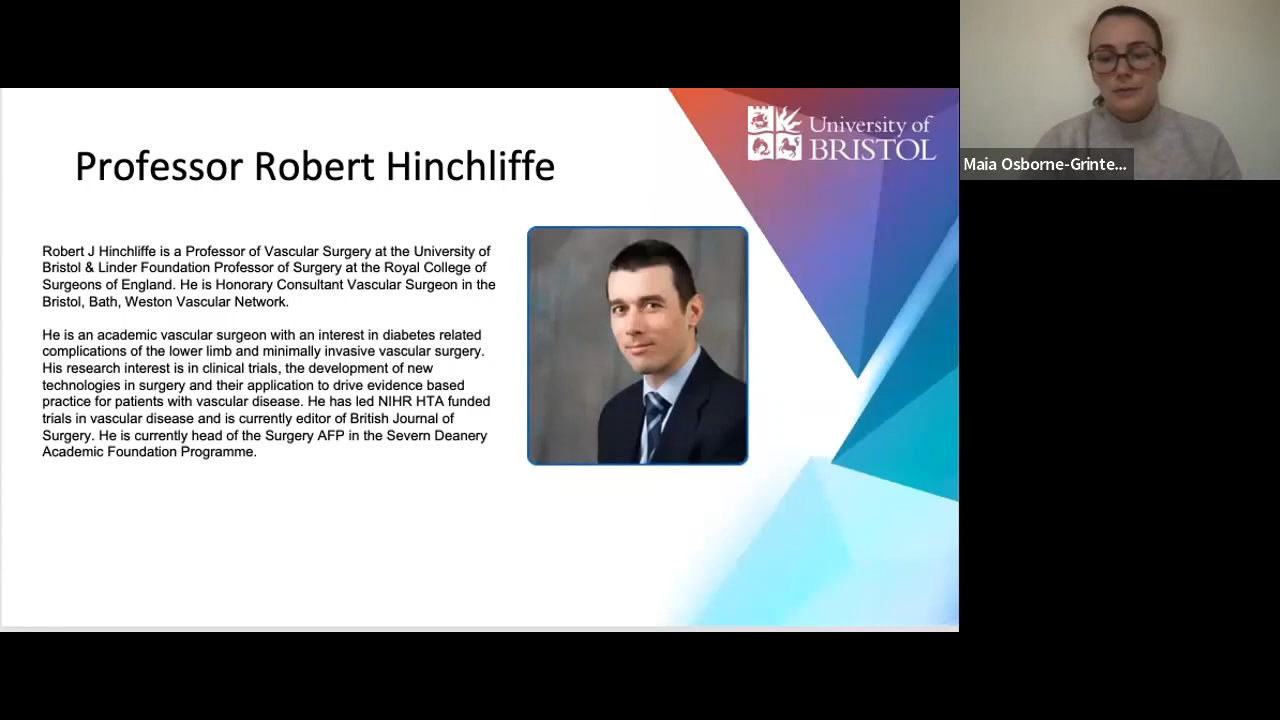 University of
BRISTOL
Professor Robert Hinchliffe
Robert J Hinchliffe is a Professor of Vascular Surgery at the University of
Bristol & Linder Foundation Professor of Surgery at the Royal College of
Surgeons of England. He is Honorary Consultant Vascular Surgeon in the
Bristol, Bath, Weston Vascular Network.
He is an academic vascular surgeon with an interest in diabetes related
complications of the lower limb and minimally invasive vascular surgery.
His research interest is in clinical trials, the development of new
technologies in surgery and their application to drive evidence based
practice for patients with vascular disease. He has led NIHR HTA funded
trials in vascular disease and is currently editor of British Journal of
Surgery. He is currently head of the Surgery AFP in the Severn Deanery
Academic Foundation Programme.
Maia Osborne-Grinte...